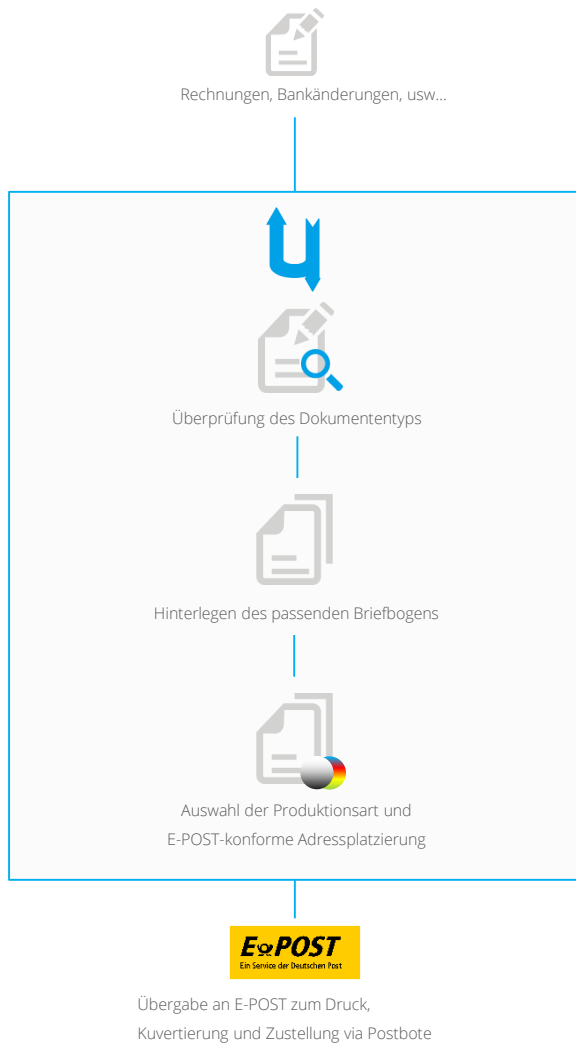 Rechnungen, Bankänderungen, usw...
Überprüfung des Dokumententyps
Hinterlegen des passenden Briefbogens
Auswahl der Produktionsart und
E-POST-konforme Adressplatzierung
E POST
Ein Service der Deutschen Post
Übergabe an E-POST zum Druck,
Kuvertierung und Zustellung via Postbote